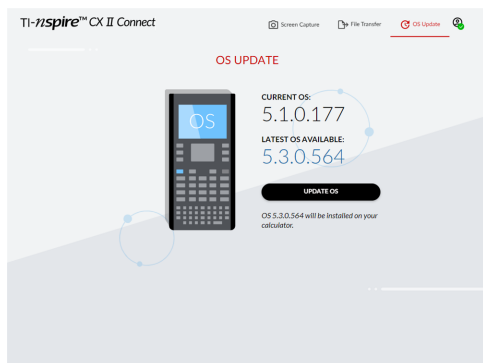 TI-nspire™ CX II Connect
Screen Capture
File Transfer
OS Update
OS UPDATE
OS
CURRENT OS:
5.1.0.177
LATEST OS AVAILABLE:
5.3.0.564
UPDATE OS
OS 5.3.0.564 will be installed on your
calculator.